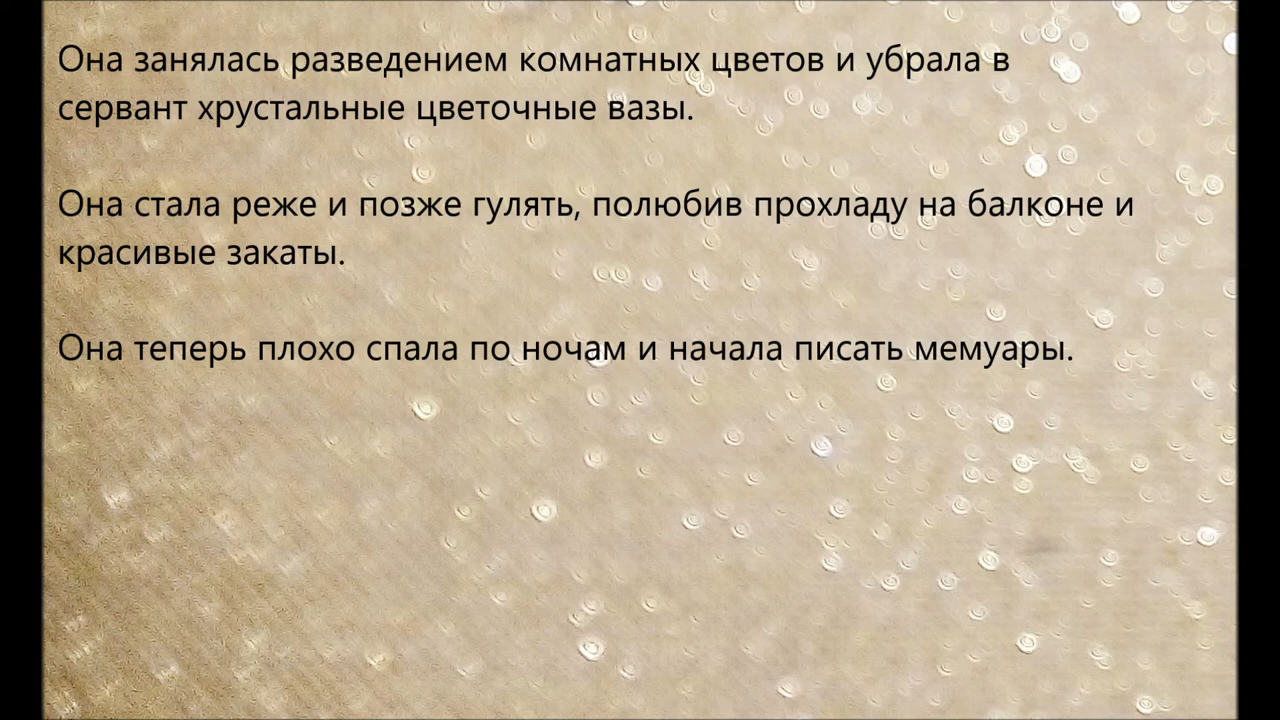 Она занялась разведением комнатных цветов и убрала в
сервант хрустальные цветочные вазы.
Она стала реже и позже гулять, полюбив прохладу на балконе и
красивые закаты.
Она теперь плохо спала по ночам и начала писать мемуары.